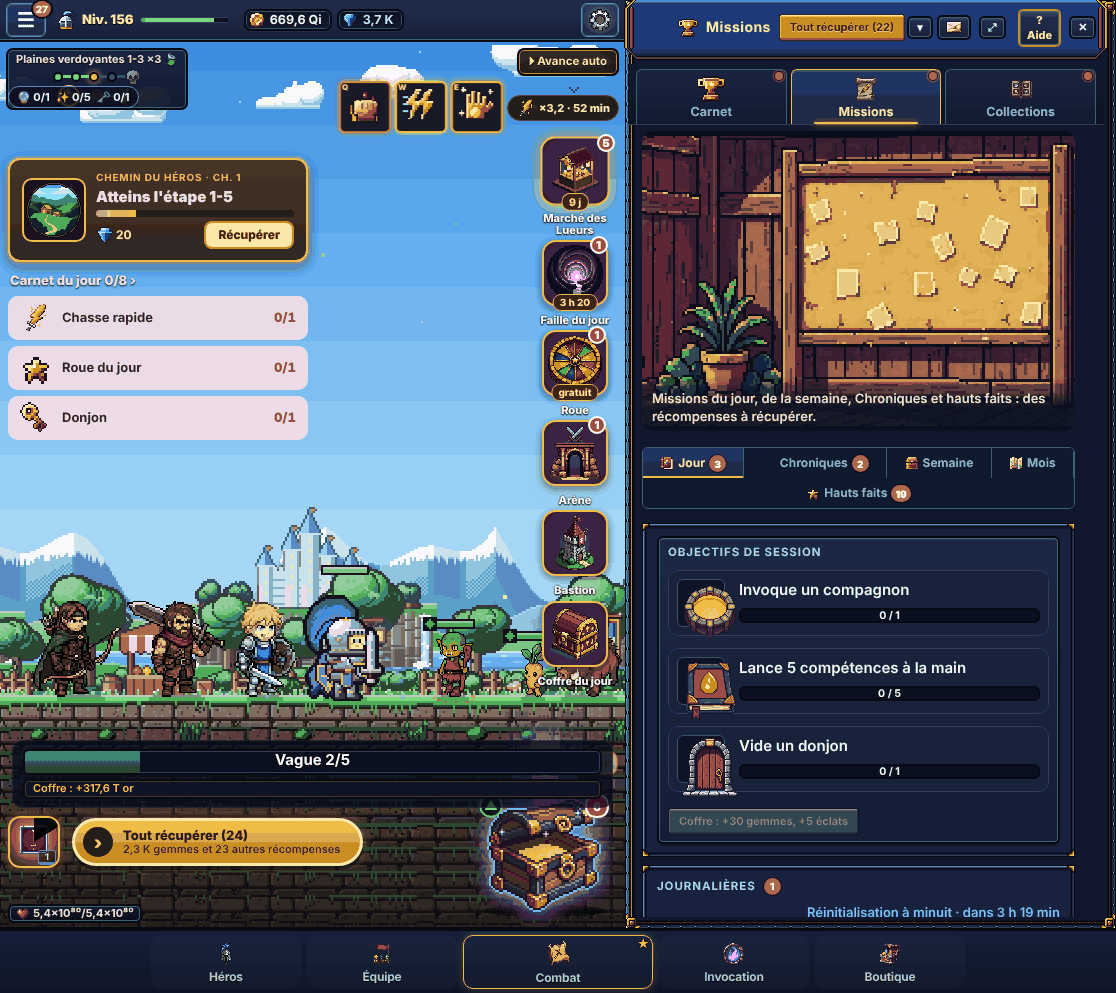 27
Niv. 156
669,6 Qi
3,7 K
Plaines verdoyantes 1-3 ×3
0/1 0/5 0/1
Avance auto
Q
W
E
×3,2 · 52 min
CHEMIN DU HÉROS · CH. 1
Atteins l'étape 1-5
20
Récupérer
Carnet du jour 0/8 ›
Chasse rapide 0/1
Roue du jour 0/1
Donjon 0/1
5
9 j
Marché des
Lueurs
1
3 h 20
Faille du jour
1
gratuit
Roue
1
Arène
Bastion
Coffre du jour
Vague 2/5
Coffre : +317,6 T or
1
Tout récupérer (24)
2,3 K gemmes et 23 autres récompenses
5,4×10⁸⁰/5,4×10⁸⁰
Héros
Équipe
Combat
Invocation
Boutique
Missions
Tout récupérer (22)
?
Aide
Carnet
Missions
Collections
Missions du jour, de la semaine, Chroniques et hauts faits : des
récompenses à récupérer.
Jour 3
Chroniques 2
Semaine
Mois
Hauts faits 19
OBJECTIFS DE SESSION
Invoque un compagnon
0 / 1
Lance 5 compétences à la main
0 / 5
Vide un donjon
0 / 1
Coffre : +30 gemmes, +5 éclats
JOURNALIÈRES 1
Réinitialisation à minuit · dans 3 h 19 min